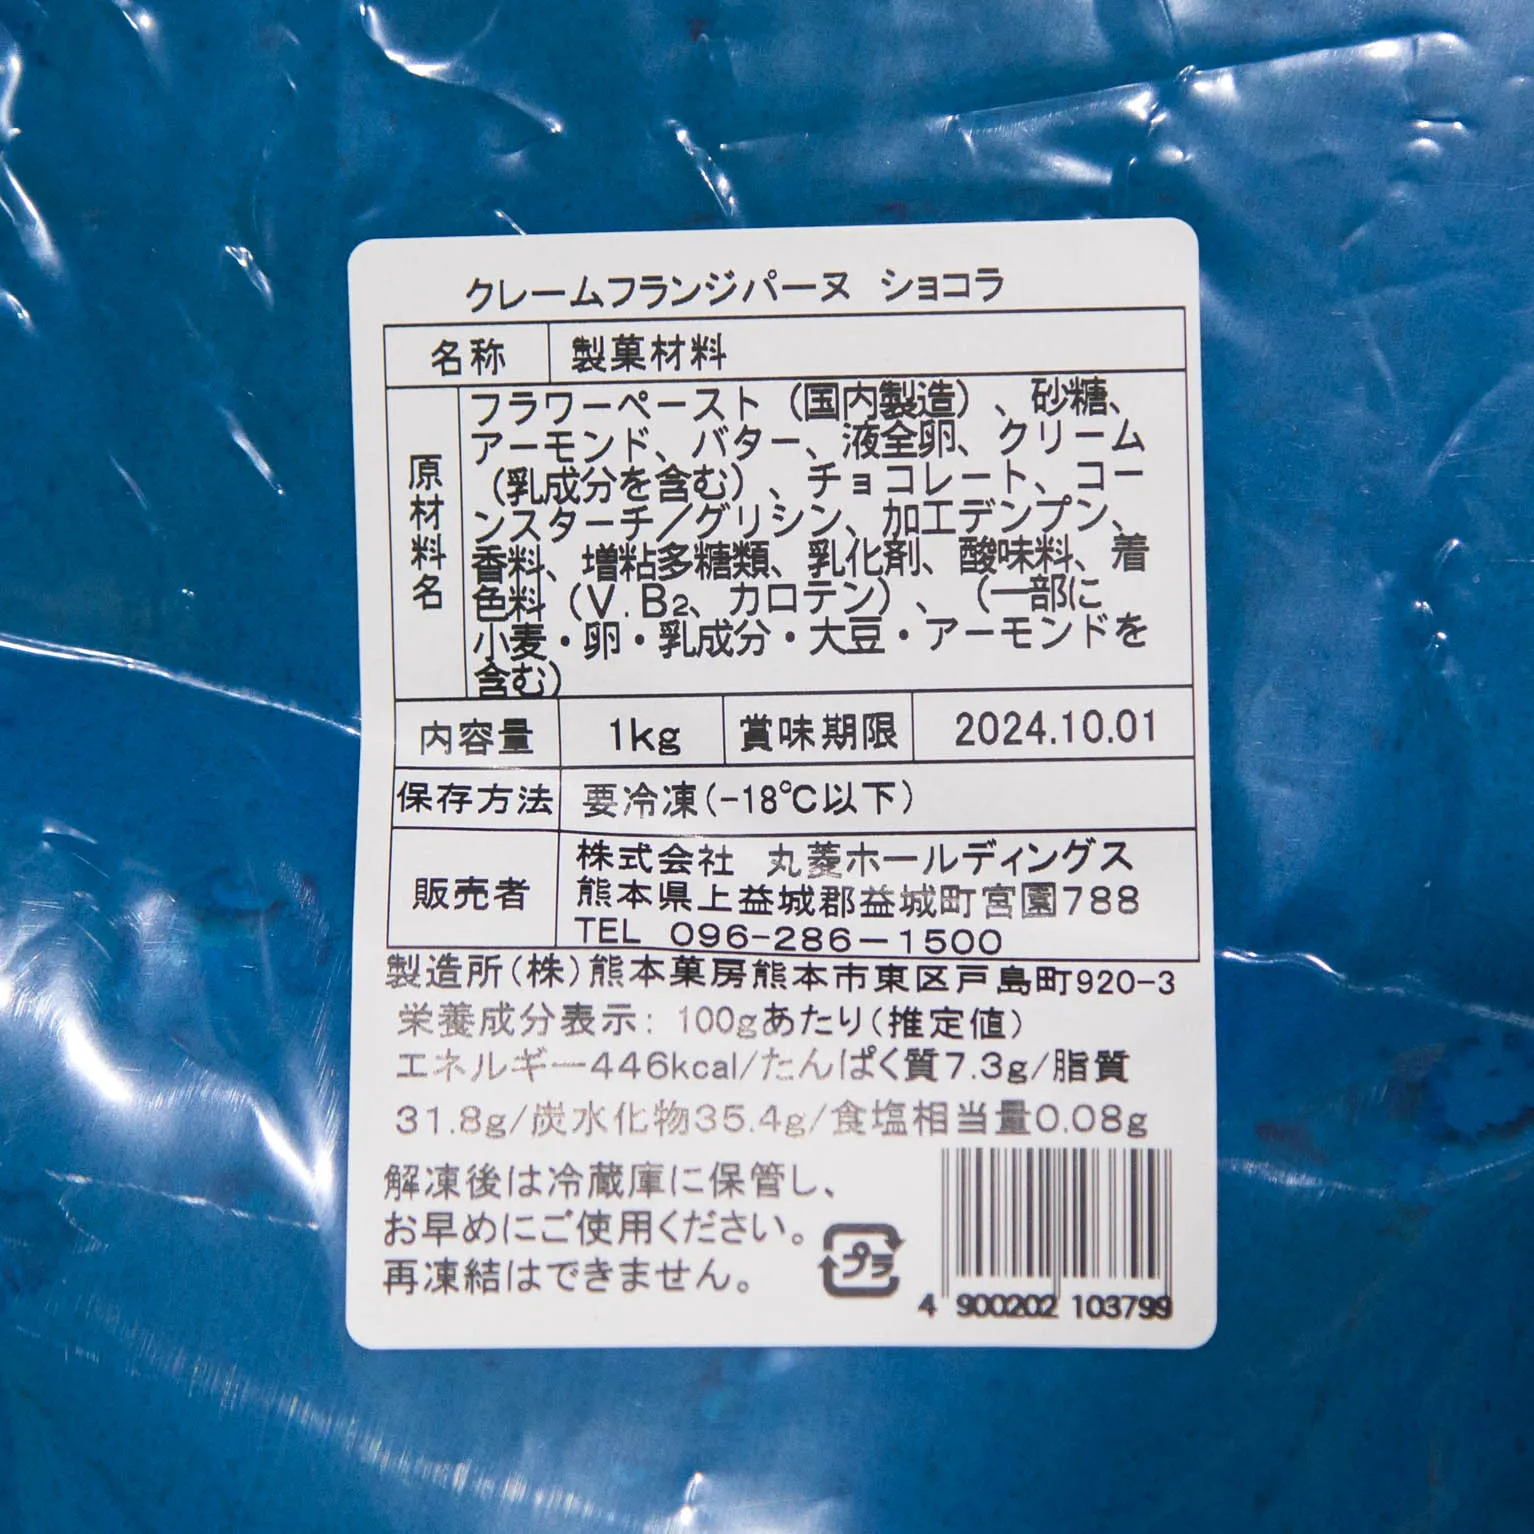 クレームフランジパーヌ ショコラ
名称 製菓材料
原材料名
フラワーペースト（国内製造）、砂糖、
アーモンド、バター、液全卵、クリーム
（乳成分を含む）、チョコレート、コー
ンスターチ／グリシン、加工デンプン、
香料、増粘多糖類、乳化剤、酸味料、着
色料（V.B2、カロテン）、（一部に
小麦・卵・乳成分・大豆・アーモンドを
含む）
内容量 1kg 賞味期限 2024.10.01
保存方法 要冷凍(-18℃以下)
販売者
株式会社 丸菱ホールディングス
熊本県上益城郡益城町宮園788
TEL 096-286-1500
製造所(株)熊本菓房熊本市東区戸島町920-3
栄養成分表示: 100gあたり(推定値)
エネルギー446kcal/たんぱく質7.3g/脂質
31.8g/炭水化物35.4g/食塩相当量0.08g
解凍後は冷蔵庫に保管し、
お早めにご使用ください。
再凍結はできません。
プラ
4 900202 103799